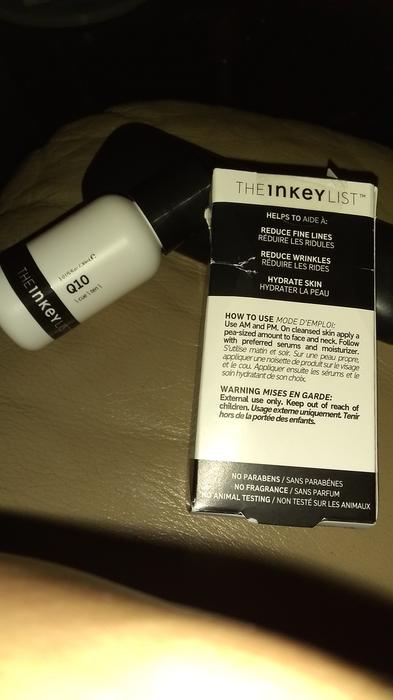 THE INKEY LIST
Q10
\ cue | ten \
THE INKEY LIST™
HELPS TO AIDE À:
REDUCE FINE LINES
RÉDUIRE LES RIDULES
REDUCE WRINKLES
RÉDUIRE LES RIDES
HYDRATE SKIN
HYDRATER LA PEAU
HOW TO USE MODE D'EMPLOI:
Use AM and PM. On cleansed skin apply a
pea-sized amount to face and neck. Follow
with preferred serums and moisturizer.
S'utilise matin et soir. Sur une peau propre,
appliquer une noisette de produit sur le visage
et le cou. Appliquer ensuite les sérums et le
soin hydratant de son choix.
WARNING MISES EN GARDE:
External use only. Keep out of reach of
children. Usage externe uniquement. Tenir
hors de la portée des enfants.
NO PARABENS / SANS PARABÉNES
NO FRAGRANCE / SANS PARFUM
NO ANIMAL TESTING / NON TESTÉ SUR LES ANIMAUX